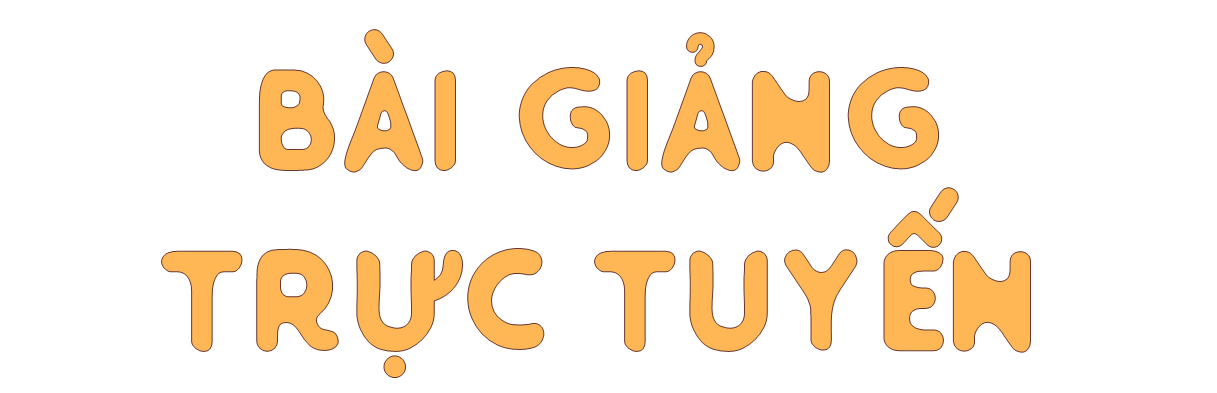 BÀI GIẢNG
TRỰC TUYẾN